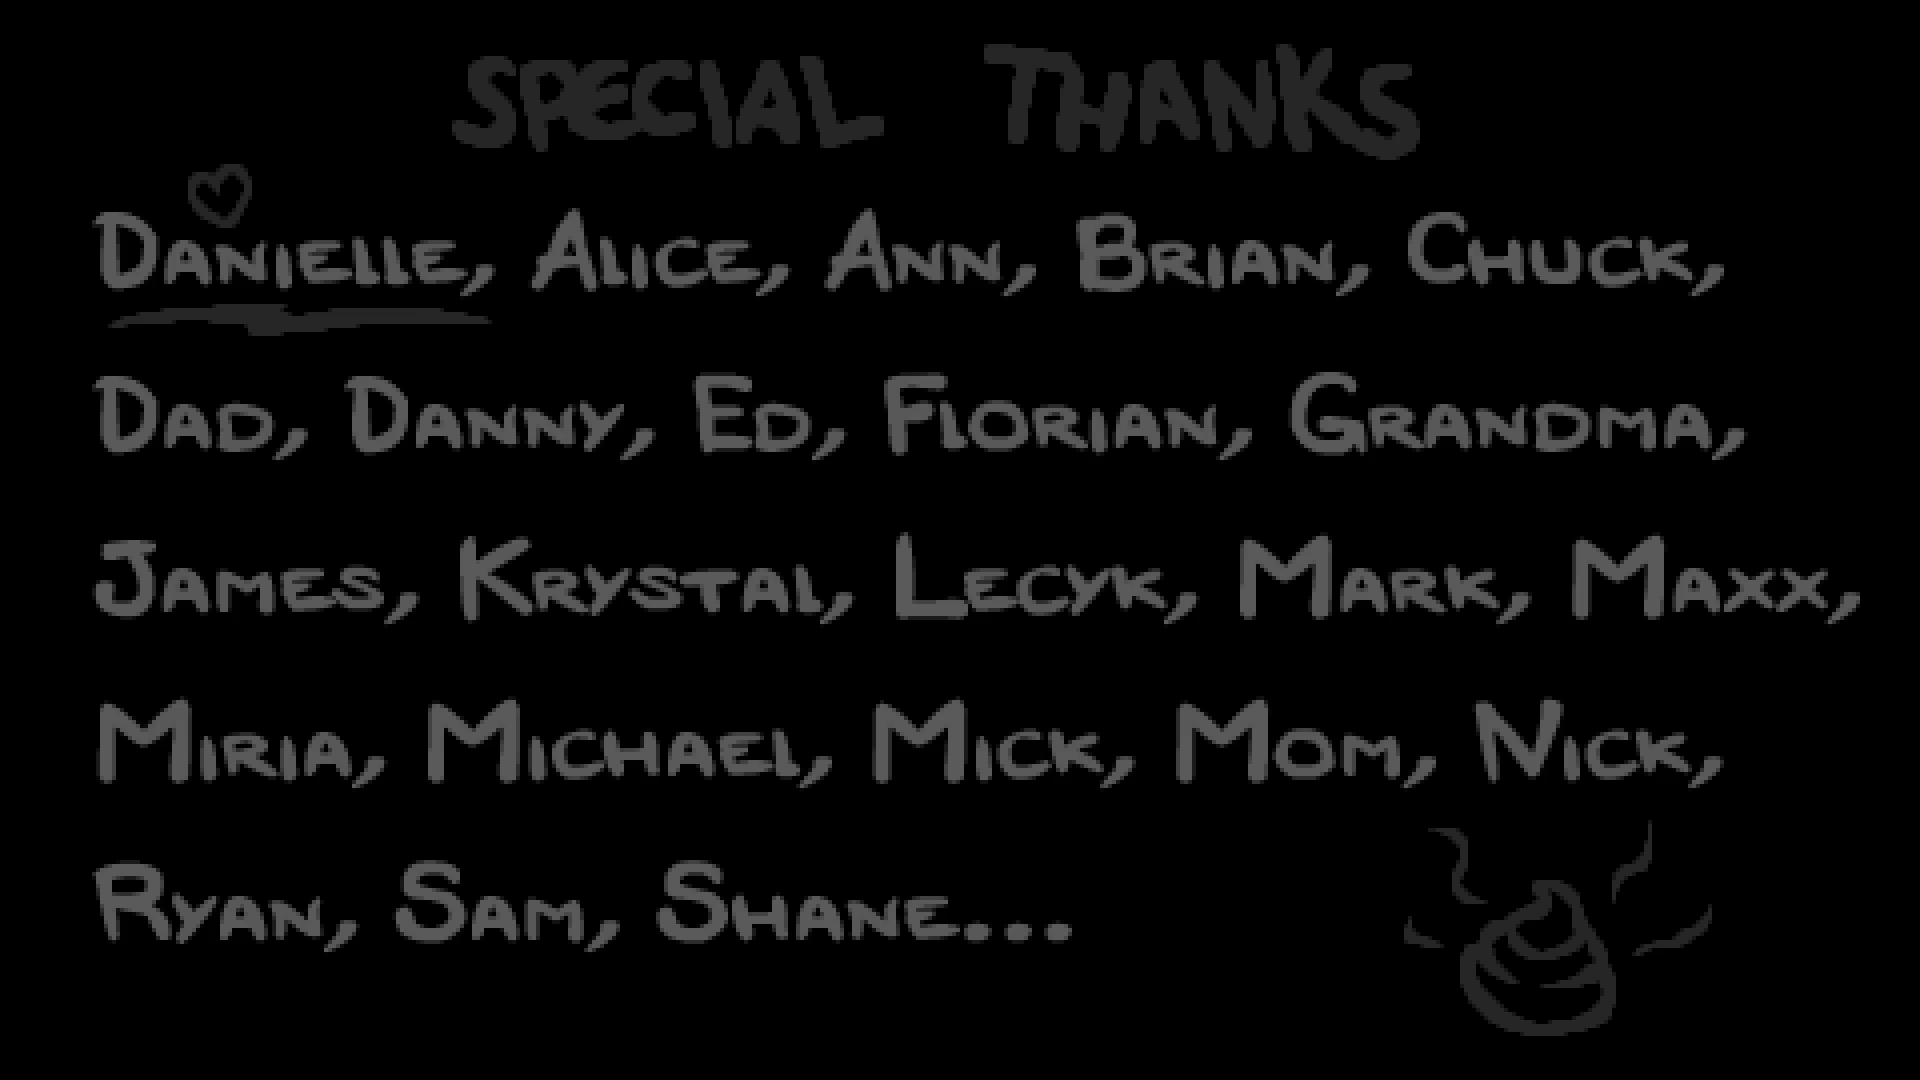 SPECIAL THANKS
DANIELLE, ALICE, ANN, BRIAN, CHUCK,
DAD, DANNY, ED, FLORIAN, GRANDMA,
JAMES, KRYSTAL, LECYK, MARK, MAXX,
MIRIA, MICHAEL, MICK, MOM, NICK,
RYAN, SAM, SHANE...